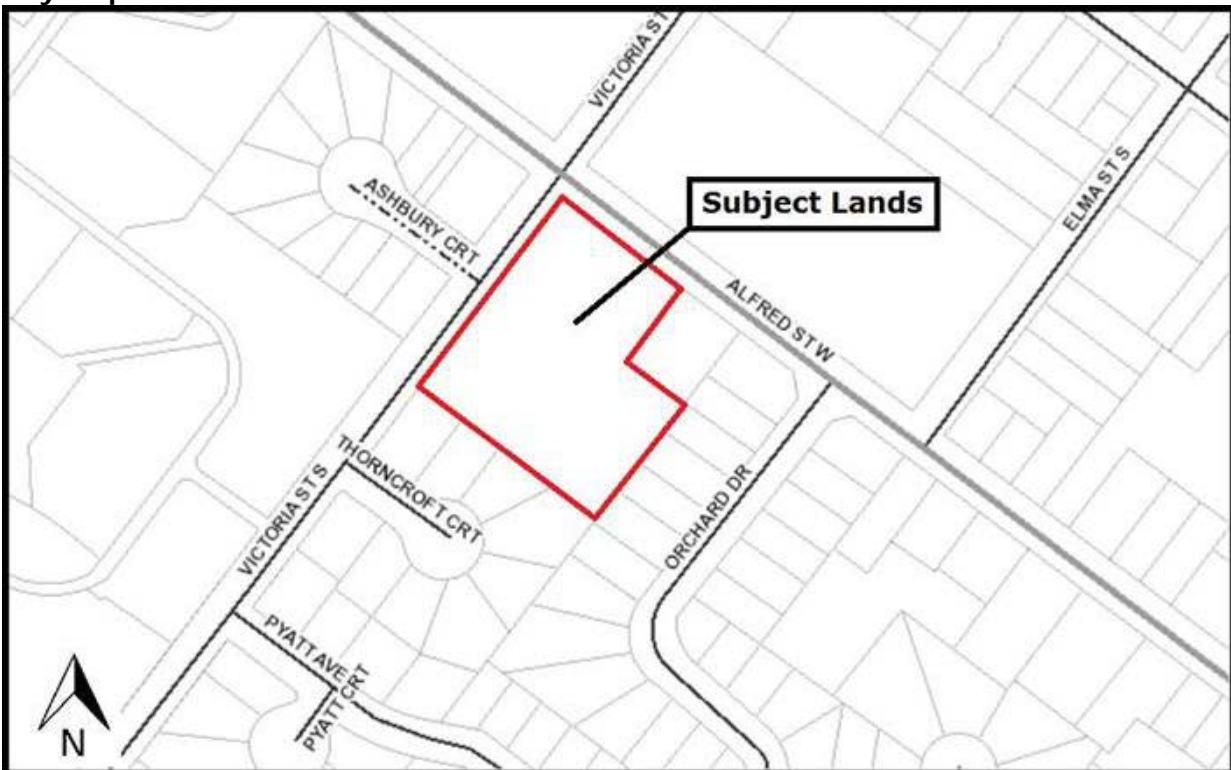 VICTORIA ST
ASHBURY CRT
Subject Lands
ELMA ST S
ALFRED ST W
THORNCROFT CRT
VICTORIA ST S
ORCHARD DR
PYATT AVE
PYATT CRT
N